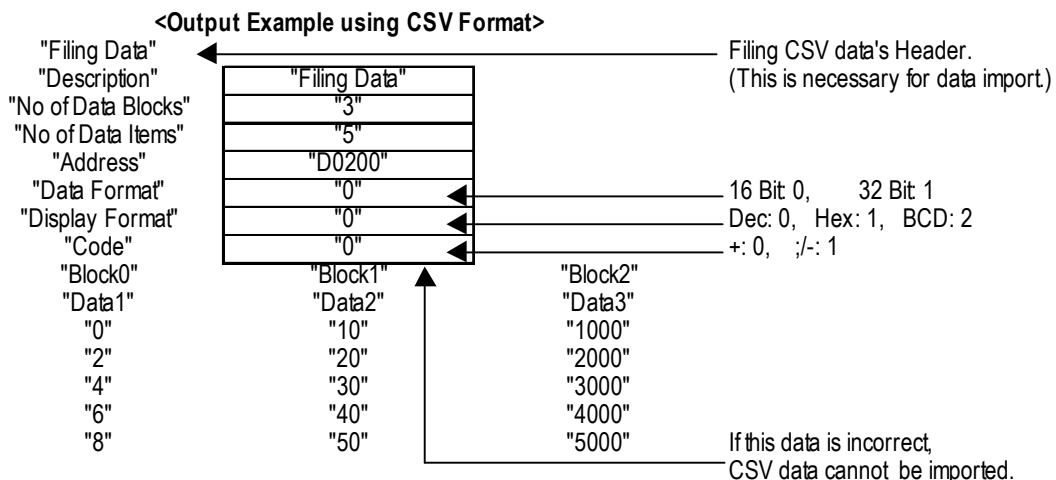 <Output Example using CSV Format>
"Filing Data" Filing CSV data's Header.
"Description" "Filing Data" (This is necessary for data import.)
"No of Data Blocks" "3"
"No of Data Items" "5"
"Address" "D0200"
"Data Format" "0" 16 Bit: 0, 32 Bit: 1
"Display Format" "0" Dec: 0, Hex: 1, BCD: 2
"Code" "0" +: 0, ;/-: 1
"Block0" "Block1" "Block2"
"Data1" "Data2" "Data3"
"0" "10" "1000"
"2" "20" "2000"
"4" "30" "3000"
"6" "40" "4000"
"8" "50" "5000" If this data is incorrect,
CSV data cannot be imported.